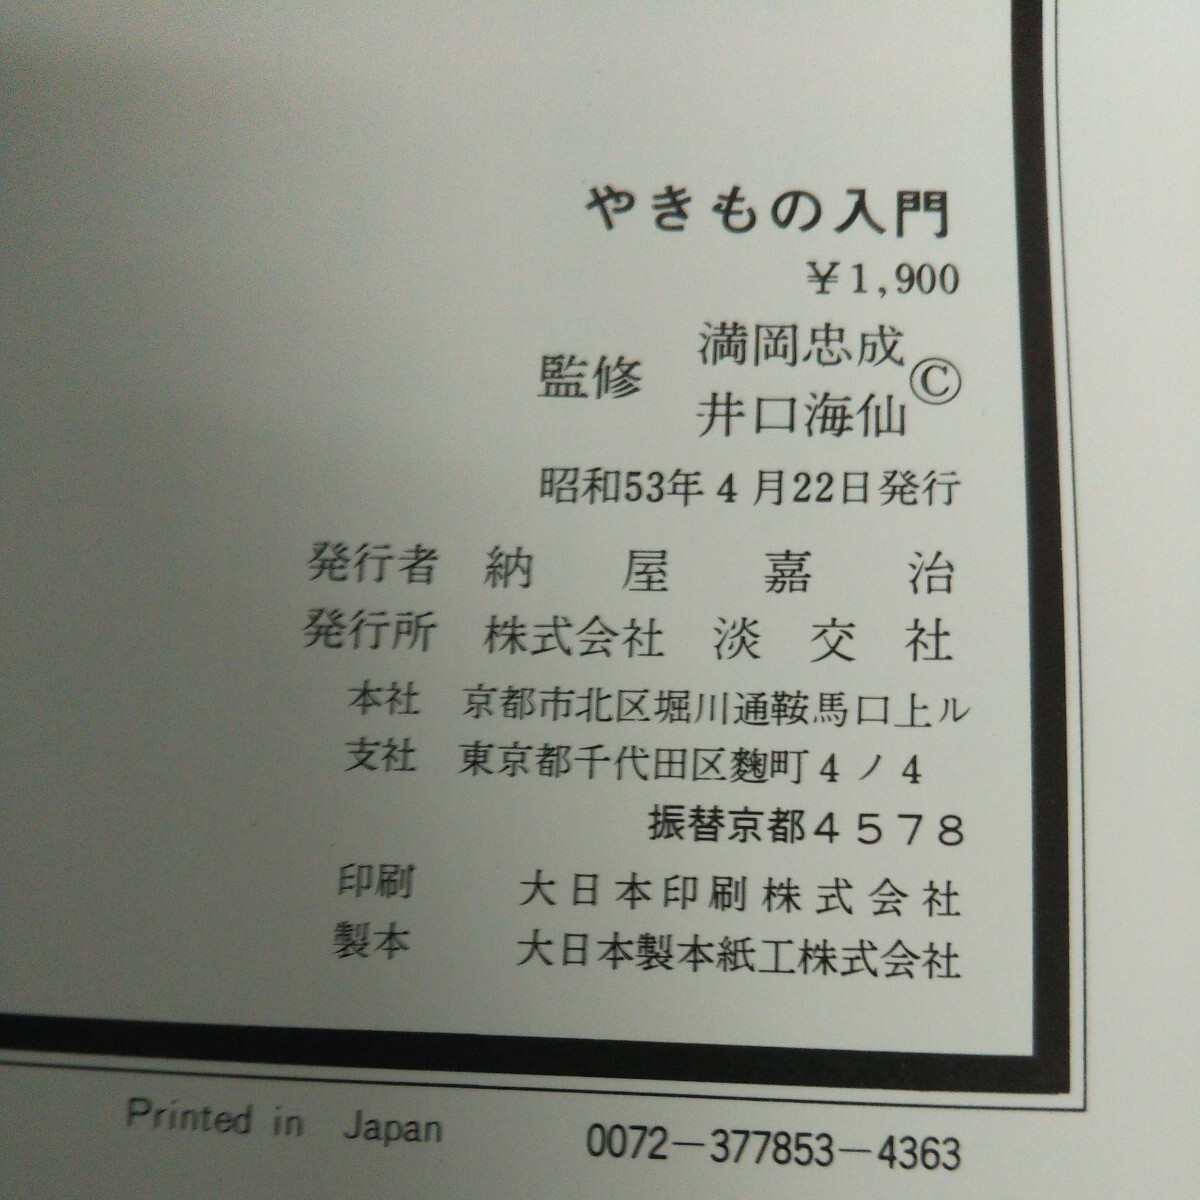 やきもの入門
¥1,900
監修 満岡忠成
井口海仙 ©
昭和53年4月22日発行
発行者 納屋嘉治
発行所 株式会社 淡交社
本社 京都市北区堀川通鞍馬口上ル
支社 東京都千代田区麴町4ノ4
振替京都4578
印刷 大日本印刷株式会社
製本 大日本製本紙工株式会社
Printed in Japan 0072-377853-4363